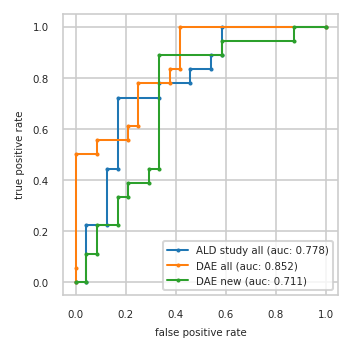 1.0
0.8
0.6
0.4
0.2
0.0
true positive rate
ALD study all (auc: 0.778)
DAE all (auc: 0.852)
DAE new (auc: 0.711)
0.0 0.2 0.4 0.6 0.8 1.0
false positive rate